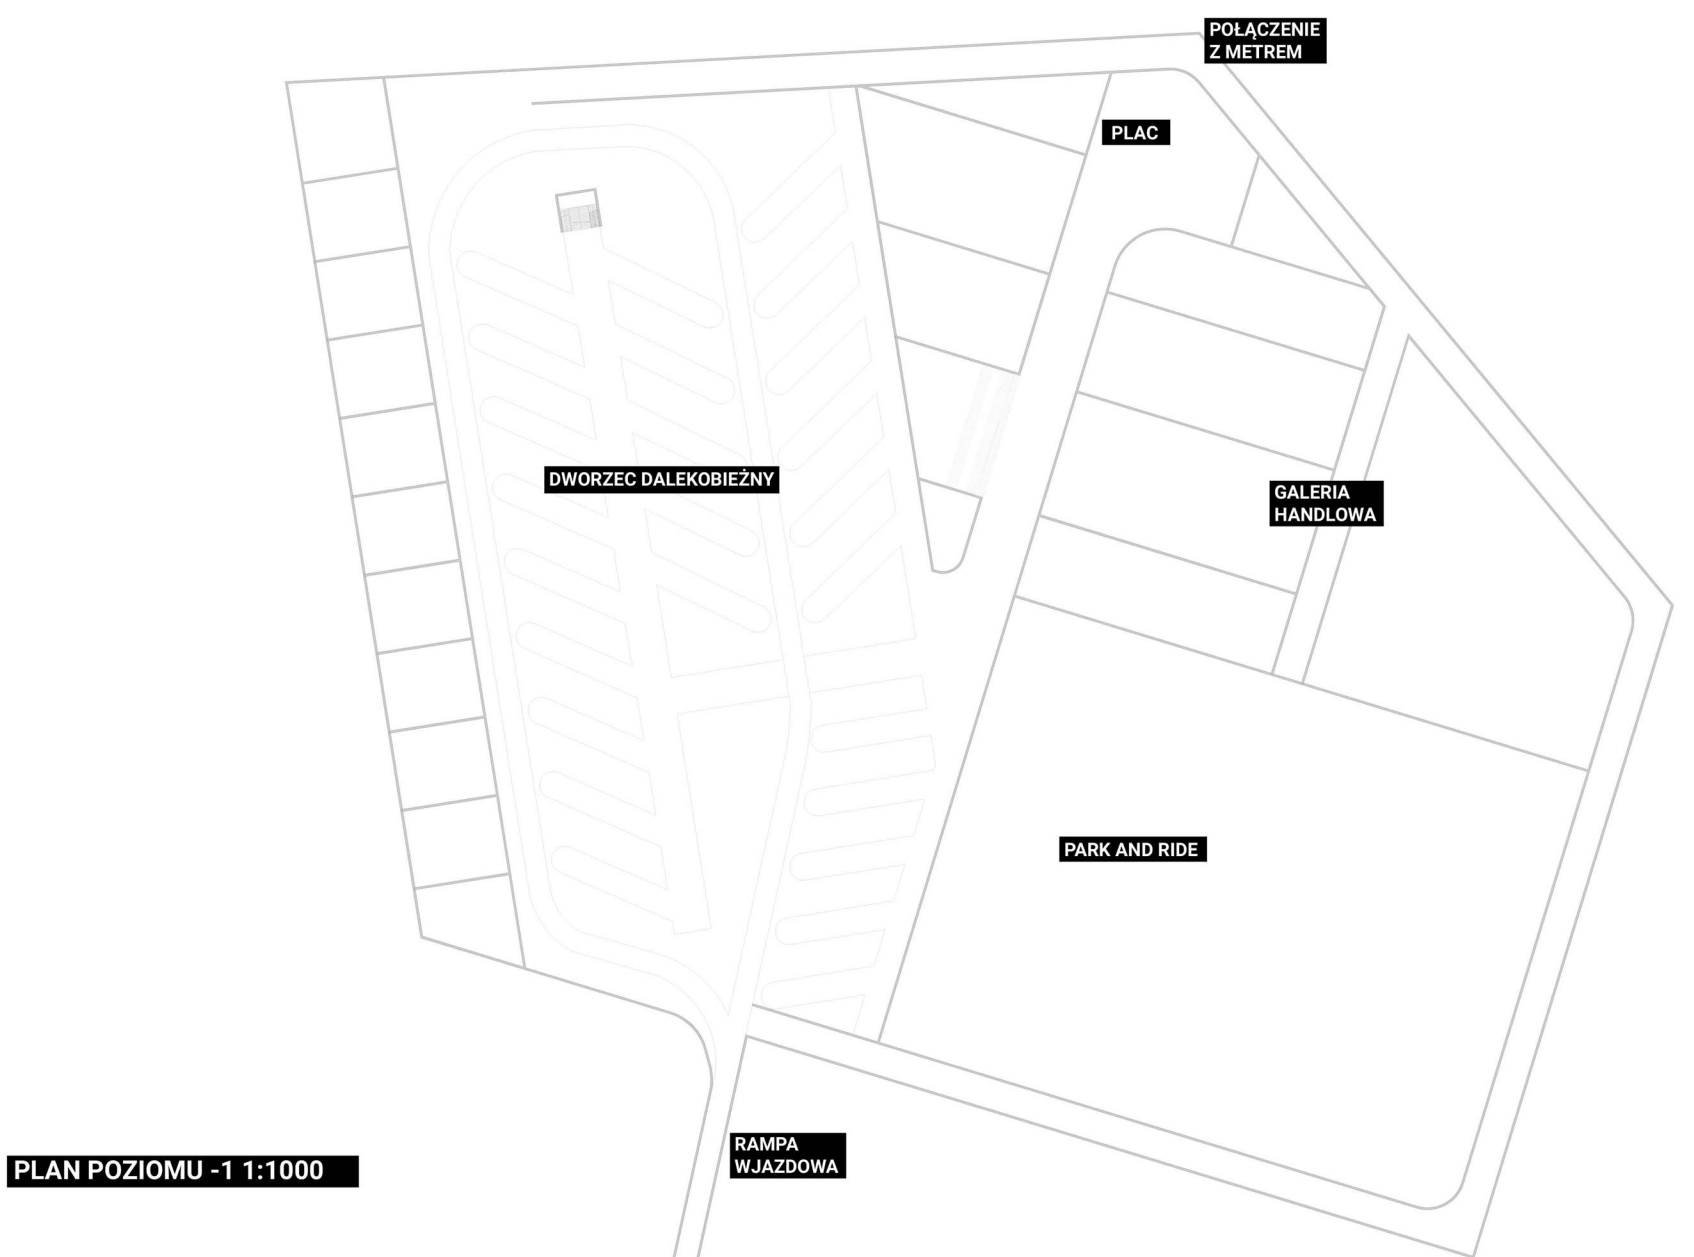 POŁĄCZENIE
Z METREM
PLAC
DWORZEC DALEKOBIEŻNY
GALERIA
HANDLOWA
PARK AND RIDE
RAMPA
WJAZDOWA
PLAN POZIOMU -1 1:1000